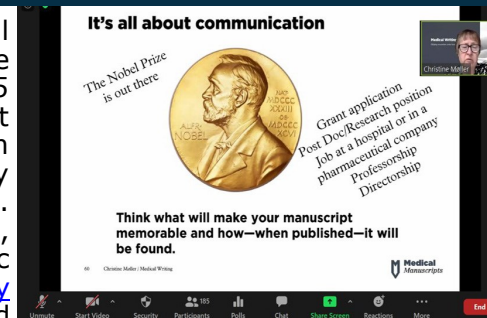 It's all about communication
The Nobel Prize
is out there
ALFR.
NOBEL
NAT.
MDCCC
XXXIII
OB.
MDCCC
XCVI
Grant application
Post Doc/Research position
Job at a hospital or in a
pharmaceutical company
Professorship
Directorship
Christine Møller
Think what will make your manuscript
memorable and how—when published—it will
be found.
Christine Møller / Medical Writing
Medical
Manuscripts
Unmute
Start Video
Security
185
Participants
Polls
Chat
Share Screen
Reactions
More
End